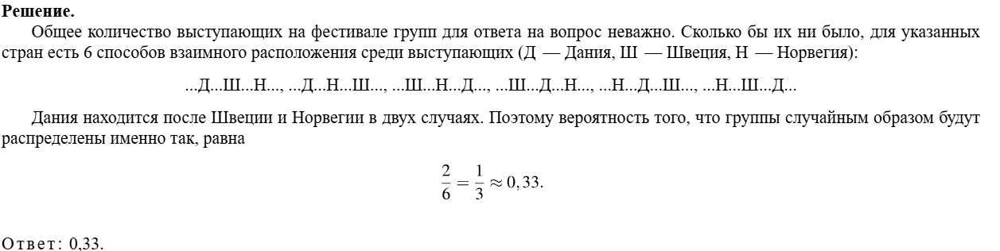 Решение.
Общее количество выступающих на фестивале групп для ответа на вопрос неважно. Сколько бы их ни было, для указанных
стран есть 6 способов взаимного расположения среди выступающих (Д — Дания, Ш — Швеция, Н — Норвегия):
...Д...Ш...Н..., ...Д...Н...Ш..., ...Ш...Н...Д..., ...Ш...Д...Н..., ...Н...Д...Ш..., ...Н...Ш...Д...
Дания находится после Швеции и Норвегии в двух случаях. Поэтому вероятность того, что группы случайным образом будут
распределены именно так, равна
2/6 = 1/3 ≈ 0,33.
Ответ: 0,33.